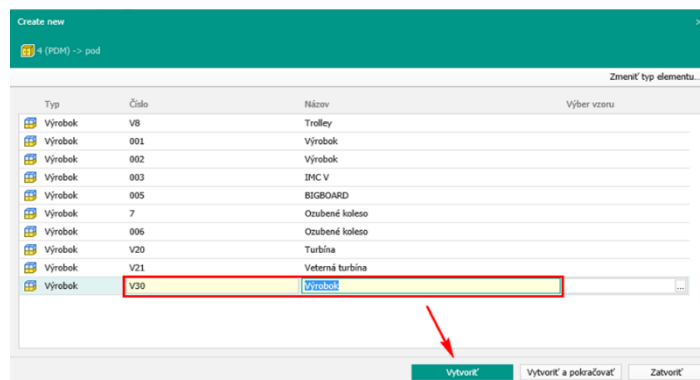 Create new
4 (PDM) -> pod
Zmeniť typ elementu...
Typ Číslo Názov Výber vzoru
Výrobok V8 Trolley
Výrobok 001 Výrobok
Výrobok 002 Výrobok
Výrobok 003 IMC V
Výrobok 005 BIGBOARD
Výrobok 7 Ozubené koleso
Výrobok 006 Ozubené koleso
Výrobok V20 Turbína
Výrobok V21 Veterná turbína
Výrobok V30 Výrobok ...
Vytvoriť Vytvoriť a pokračovať Zatvoriť